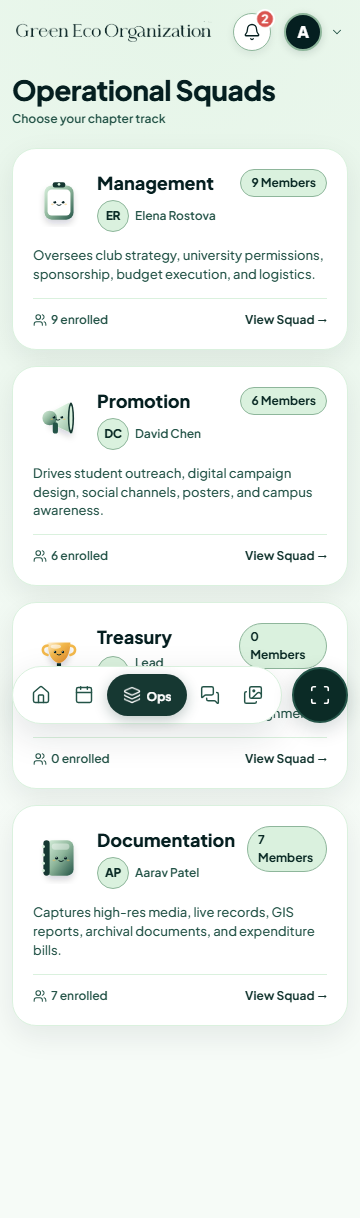 Green Eco Organization
2
A
Operational Squads
Choose your chapter track
Management
9 Members
ER
Elena Rostova
Oversees club strategy, university permissions,
sponsorship, budget execution, and logistics.
9 enrolled
View Squad →
Promotion
6 Members
DC
David Chen
Drives student outreach, digital campaign
design, social channels, posters, and campus
awareness.
6 enrolled
View Squad →
Treasury
0
Members
Lead
Ops
0 enrolled
View Squad →
Documentation
7
Members
AP
Aarav Patel
Captures high-res media, live records, GIS
reports, archival documents, and expenditure
bills.
7 enrolled
View Squad →